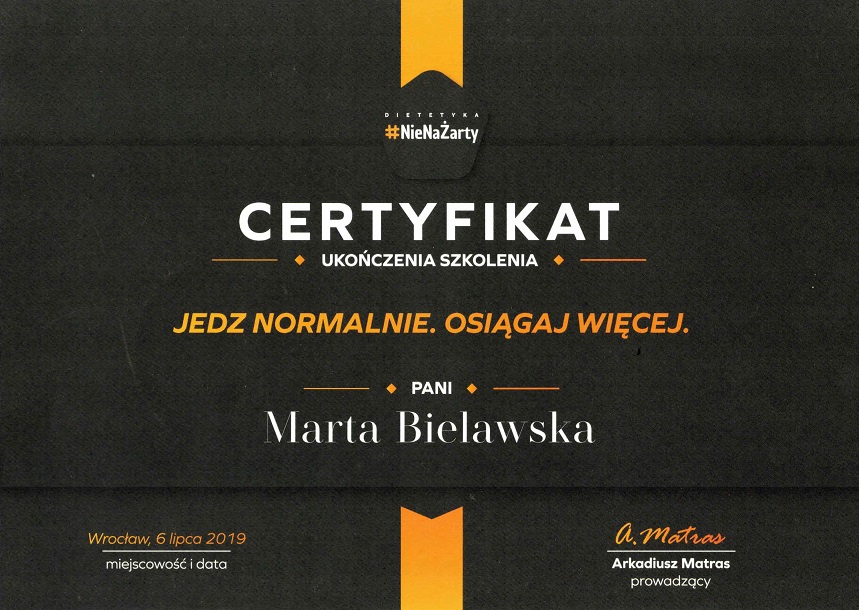 DIETETYKA
#NieNaŻarty
CERTYFIKAT
UKOŃCZENIA SZKOLENIA
JEDZ NORMALNIE. OSIĄGAJ WIĘCEJ.
PANI
Marta Bielawska
Wrocław, 6 lipca 2019
miejscowość i data
A. Matras
Arkadiusz Matras
prowadzący